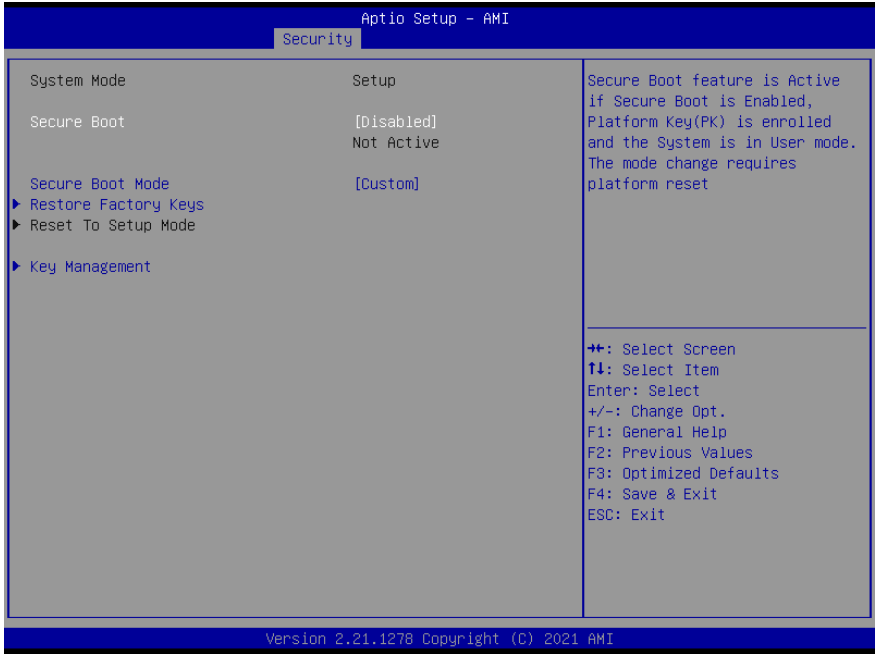 Aptio Setup – AMI
Security
System Mode Setup
Secure Boot [Disabled]
Not Active
Secure Boot Mode [Custom]
Restore Factory Keys
Reset To Setup Mode
Key Management
Secure Boot feature is Active
if Secure Boot is Enabled,
Platform Key(PK) is enrolled
and the System is in User mode.
The mode change requires
platform reset
→←: Select Screen
↑↓: Select Item
Enter: Select
+/-: Change Opt.
F1: General Help
F2: Previous Values
F3: Optimized Defaults
F4: Save & Exit
ESC: Exit
Version 2.21.1278 Copyright (C) 2021 AMI